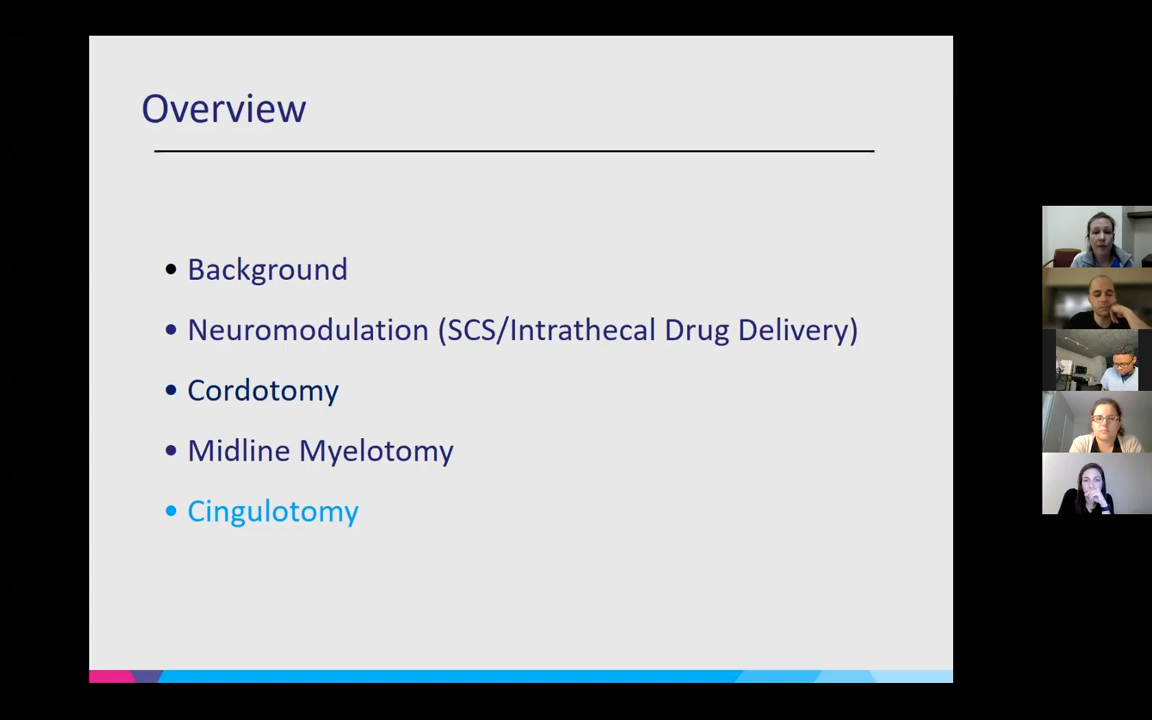 Overview
• Background
• Neuromodulation (SCS/Intrathecal Drug Delivery)
• Cordotomy
• Midline Myelotomy
• Cingulotomy